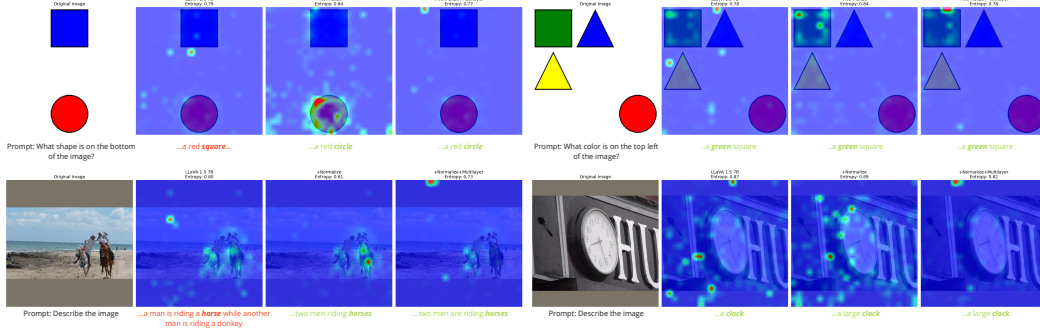 Original Image
Entropy: 0.79
Entropy: 0.84
Entropy: 0.77
Prompt: What shape is on the bottom
of the image?
...a red square...
...a red circle
...a red circle
Original Image
Entropy: 0.76
Entropy: 0.84
Entropy: 0.78
Prompt: What color is on the top left
of the image?
...a green square
...a green square
...a green square
Original Image
LLaVA 1.5 7B
Entropy: 0.80
+Normalize
Entropy: 0.81
+Normalize+Multilayer
Entropy: 0.73
Prompt: Describe the image
...a man is riding a horse while another
man is riding a donkey
...two men riding horses
...two men are riding horses
Original Image
LLaVA 1.5 7B
Entropy: 0.87
+Normalize
Entropy: 0.89
+Normalize+Multilayer
Entropy: 0.82
HU
Prompt: Describe the image
...a clock
...a large clock
...a large clock